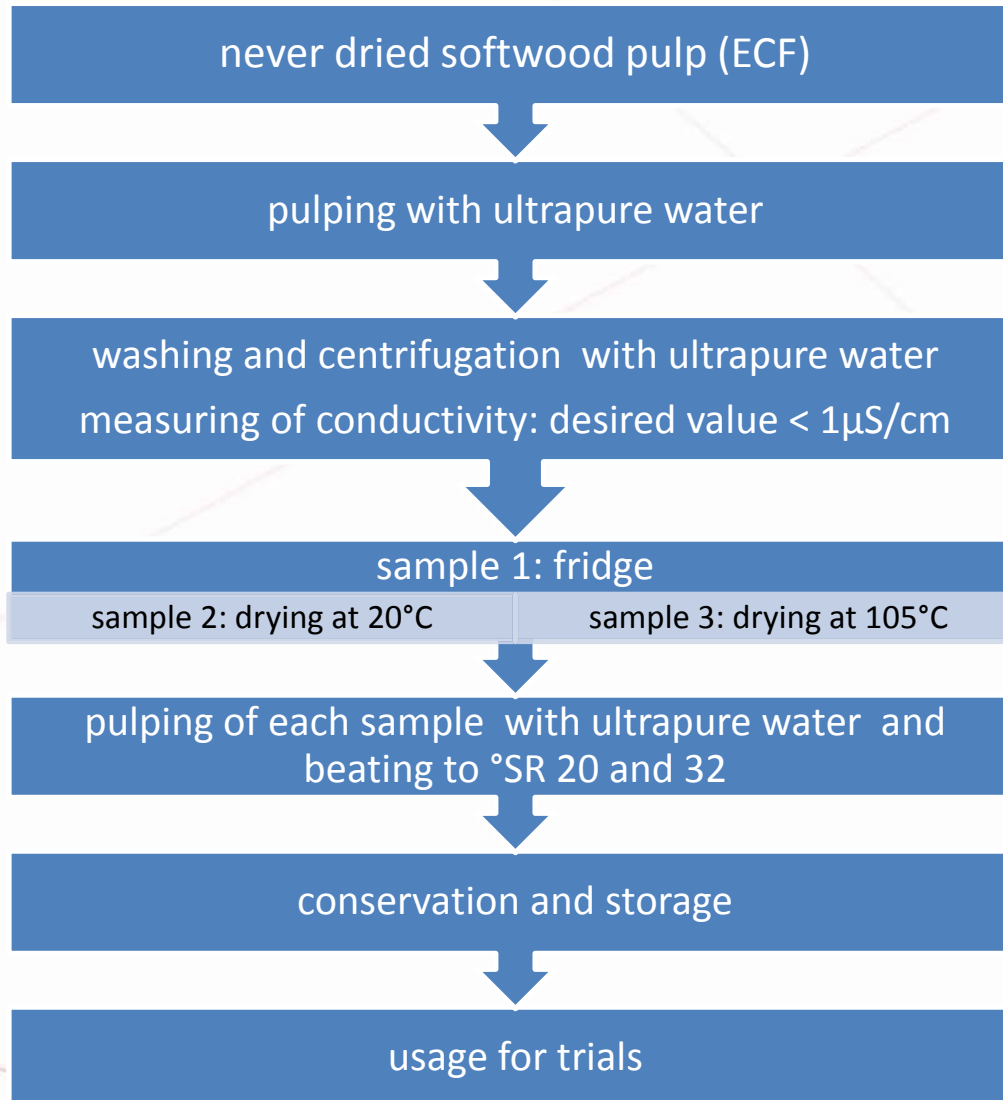 never dried softwood pulp (ECF)
pulping with ultrapure water
washing and centrifugation with ultrapure water
measuring of conductivity: desired value < 1µS/cm
sample 1: fridge
sample 2: drying at 20°C
sample 3: drying at 105°C
pulping of each sample with ultrapure water and
beating to °SR 20 and 32
conservation and storage
usage for trials